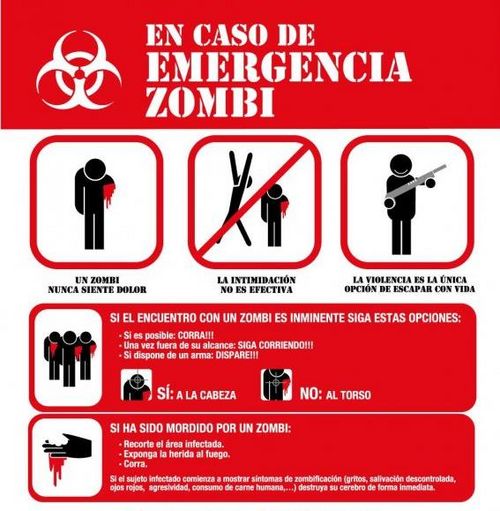 EN CASO DE
EMERGENCIA
ZOMBI
UN ZOMBI
NUNCA SIENTE DOLOR
LA INTIMIDACIÓN
NO ES EFECTIVA
LA VIOLENCIA ES LA ÚNICA
OPCIÓN DE ESCAPAR CON VIDA
SI EL ENCUENTRO CON UN ZOMBI ES INMINENTE SIGA ESTAS OPCIONES:
- Si es posible: CORRA!!!
- Una vez fuera de su alcance: SIGA CORRIENDO!!!
- Si dispone de un arma: DISPARE!!!
SÍ: A LA CABEZA
NO: AL TORSO
SI HA SIDO MORDIDO POR UN ZOMBI:
- Recorte el área infectada.
- Exponga la herida al fuego.
- Corra.
Si el sujeto infectado comienza a mostrar síntomas de zombificación (gritos, salivación descontrolada,
ojos rojos, agresividad, consumo de carne humana,...) destruya su cerebro de forma inmediata.